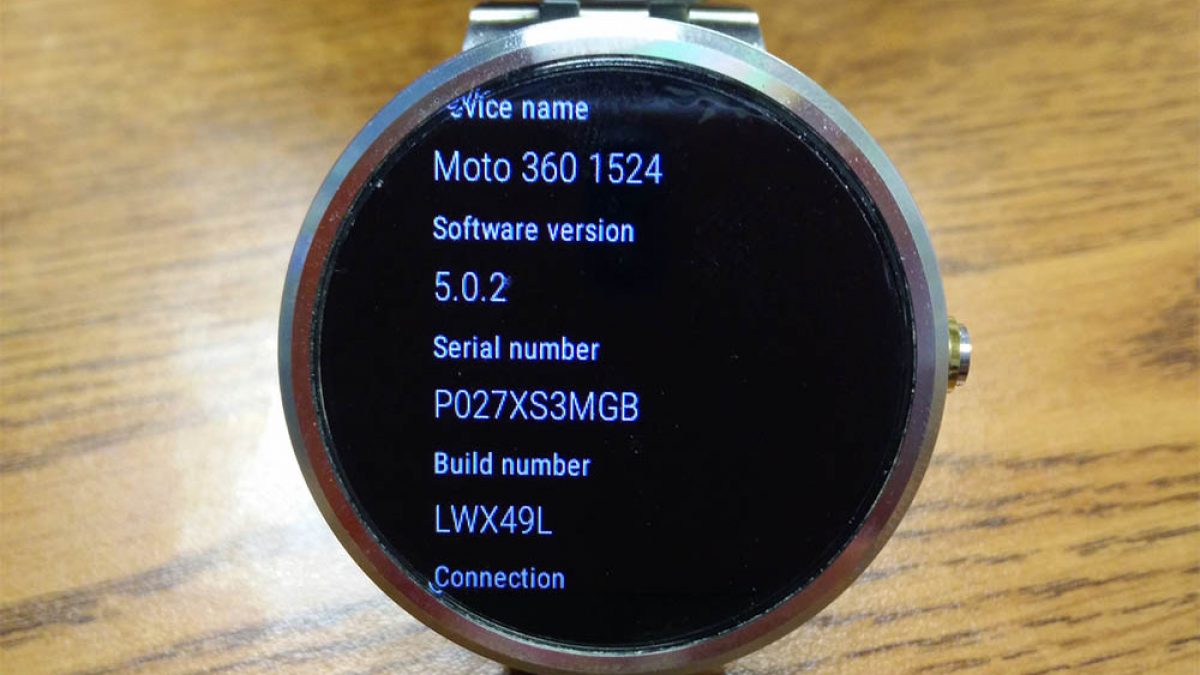 evice name
Moto 360 1524
Software version
5.0.2
Serial number
P027XS3MGB
Build number
LWX49L
Connection